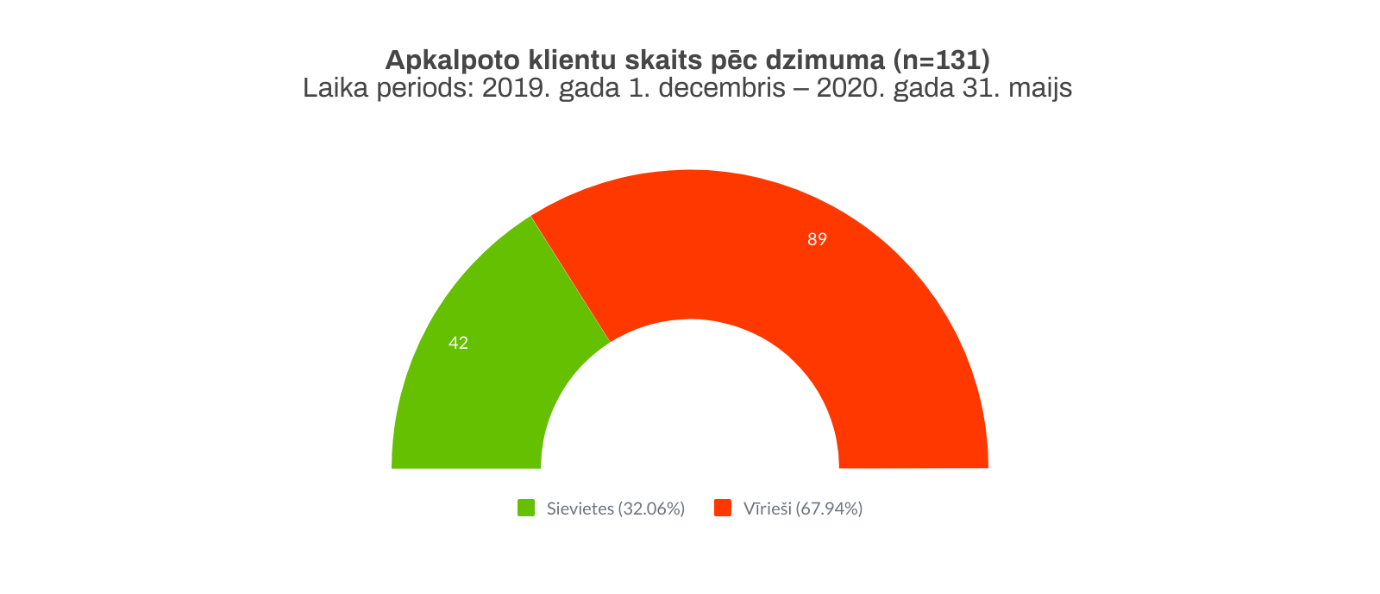 Apkalpoto klientu skaits pēc dzimuma (n=131)
Laika periods: 2019. gada 1. decembris – 2020. gada 31. maijs
89
42
Sievietes (32.06%) Vīrieši (67.94%)